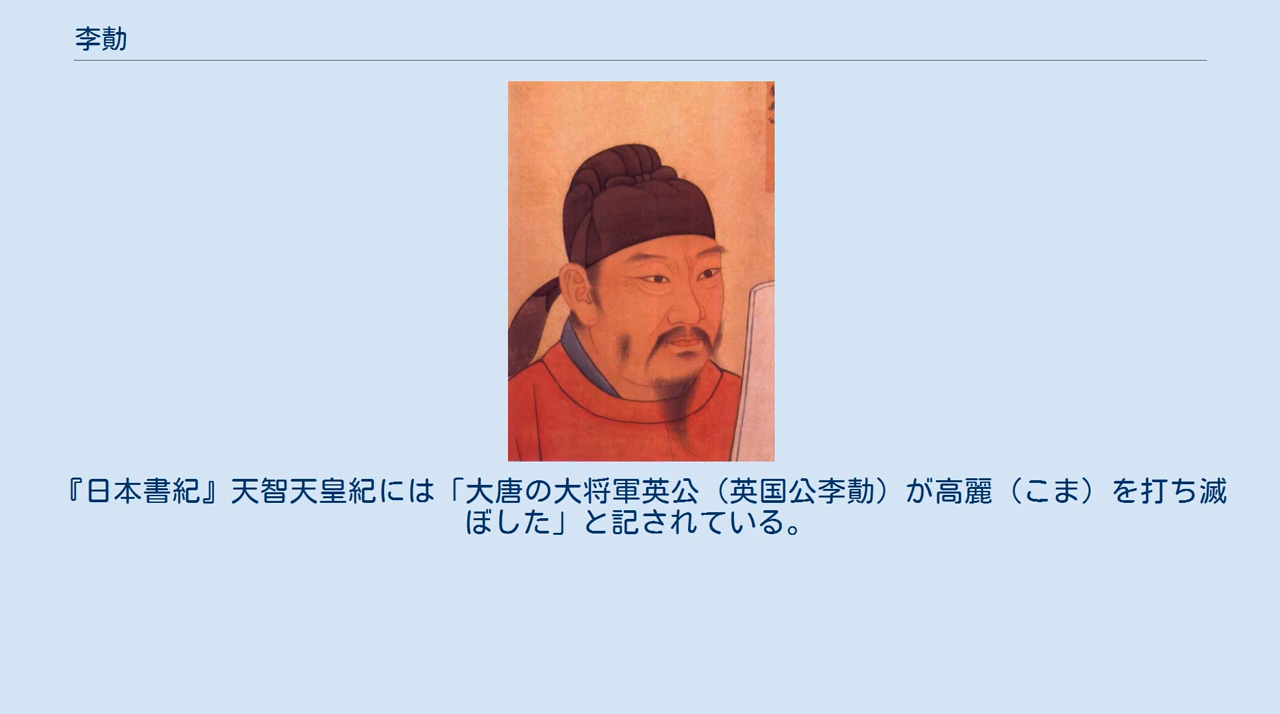 李勣
『日本書紀』天智天皇紀には「大唐の大将軍英公（英国公李勣）が高麗（こま）を打ち滅
ぼした」と記されている。